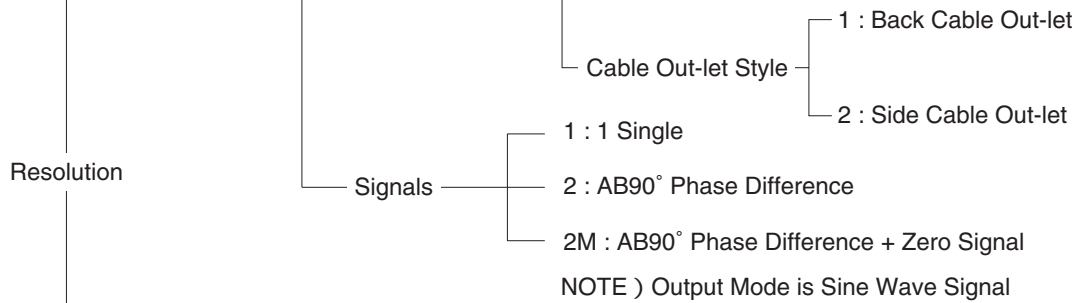 1 : Back Cable Out-let
Cable Out-let Style
2 : Side Cable Out-let
1 : 1 Single
Resolution
Signals
2 : AB90° Phase Difference
2M : AB90° Phase Difference + Zero Signal
NOTE ) Output Mode is Sine Wave Signal